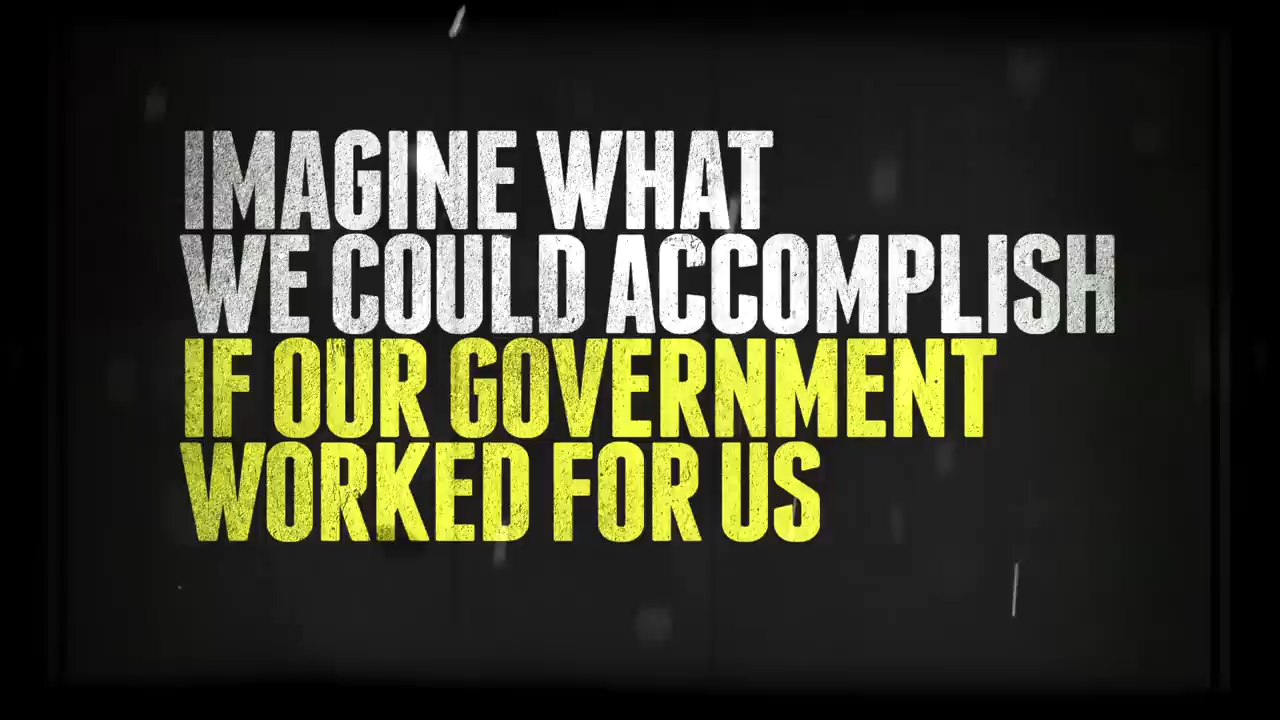 IMAGINE WHAT
WE COULD ACCOMPLISH
IF OUR GOVERNMENT
WORKED FOR US